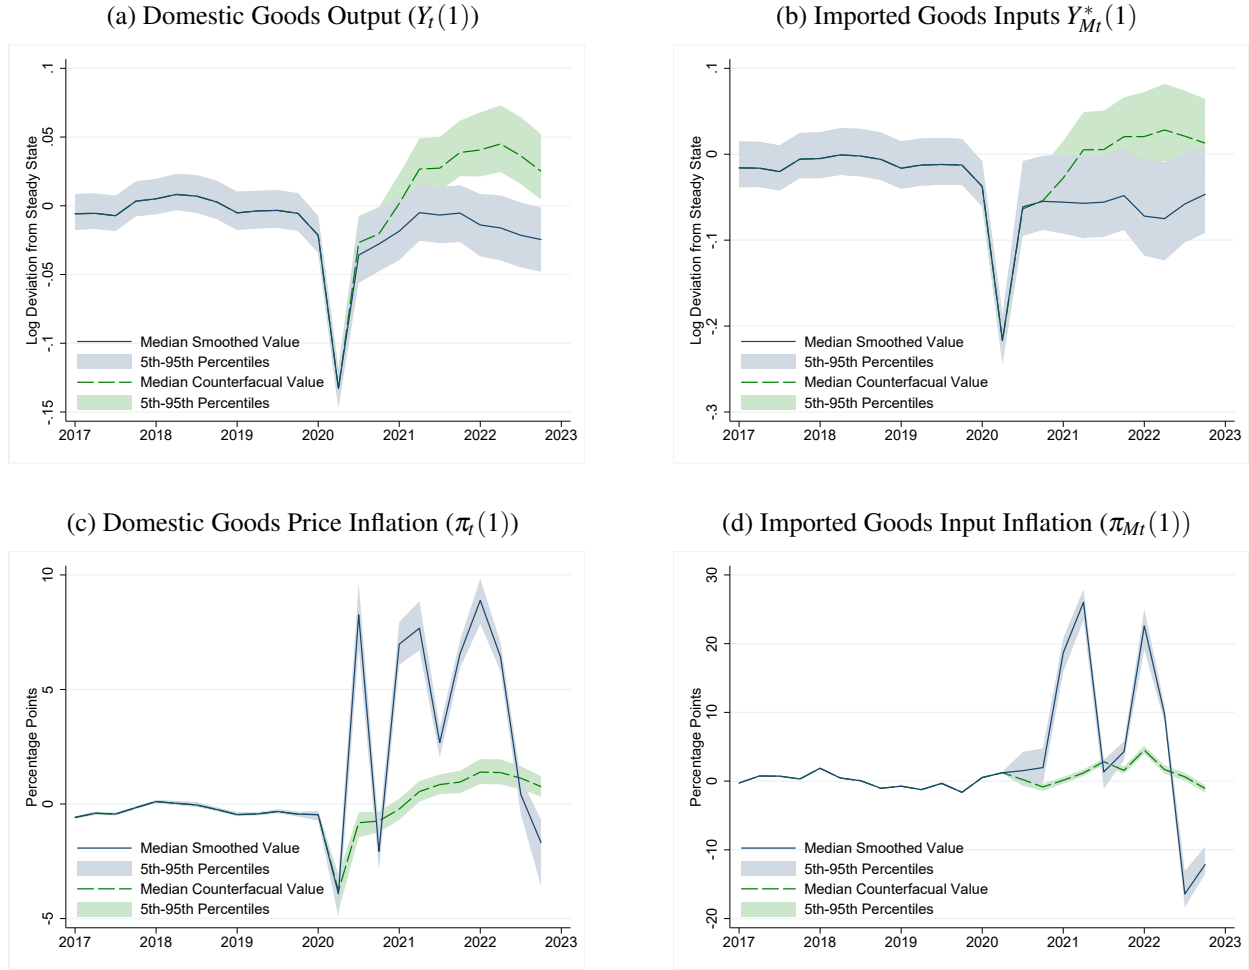 (a) Domestic Goods Output (Y_t(1))
Log Deviation from Steady State
.1
.05
0
-.05
-.1
-.15
Median Smoothed Value
5th-95th Percentiles
Median Counterfacual Value
5th-95th Percentiles
2017 2018 2019 2020 2021 2022 2023
(b) Imported Goods Inputs Y*_{Mt}(1)
Log Deviation from Steady State
.1
0
-.1
-.2
-.3
Median Smoothed Value
5th-95th Percentiles
Median Counterfacual Value
5th-95th Percentiles
2017 2018 2019 2020 2021 2022 2023
(c) Domestic Goods Price Inflation (π_t(1))
Percentage Points
10
5
0
-5
Median Smoothed Value
5th-95th Percentiles
Median Counterfacual Value
5th-95th Percentiles
2017 2018 2019 2020 2021 2022 2023
(d) Imported Goods Input Inflation (π_{Mt}(1))
Percentage Points
30
20
10
0
-10
-20
Median Smoothed Value
5th-95th Percentiles
Median Counterfacual Value
5th-95th Percentiles
2017 2018 2019 2020 2021 2022 2023